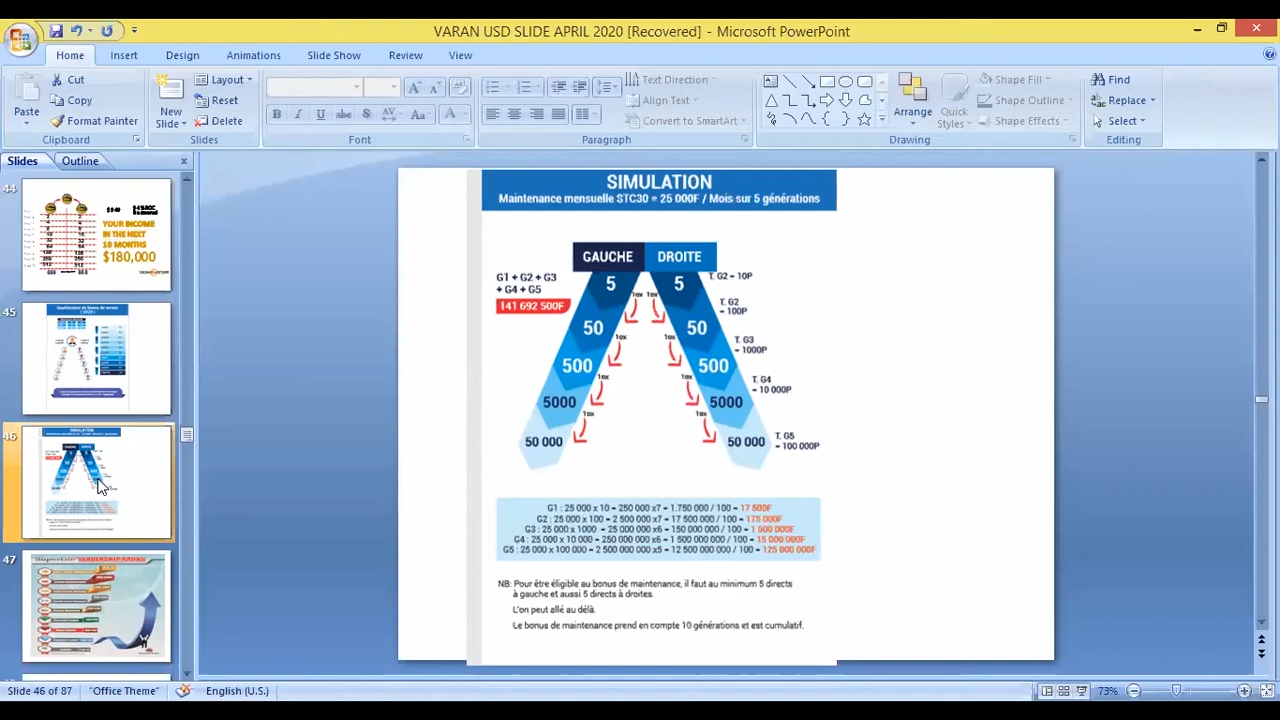 VARAN USD SLIDE APRIL 2020 [Recovered] - Microsoft PowerPoint
Home Insert Design Animations Slide Show Review View
Paste
Cut
Copy
Format Painter
Clipboard
New Slide
Layout
Reset
Delete
Slides
Font
Text Direction
Align Text
Convert to SmartArt
Paragraph
Arrange
Quick Styles
Shape Fill
Shape Outline
Shape Effects
Drawing
Find
Replace
Select
Editing
Slides Outline
44
YOUR INCOME
IN THE NEXT
10 MONTHS
$180,000
45
46
SIMULATION
47
LEADERSHIP RANKS
SIMULATION
Maintenance mensuelle STC30 = 25 000F / Mois sur 5 générations
GAUCHE DROITE
G1 + G2 + G3
+ G4 + G5
141 692 500F
5 5
T. G2 = 10P
10x 10x
T. G2
= 100P
50 50
10x 10x
T. G3
= 1000P
500 500
10x 10x
T. G4
= 10 000P
5000 5000
10x 10x
50 000 50 000
T. G5
= 100 000P
G1 : 25 000 x 10 = 250 000 x7 = 1.750 000 / 100 = 17 500F
G2 : 25 000 x 100 = 2 500 000 x7 = 17 500 000 / 100 = 175 000F
G3 : 25 000 x 1000 = 25 000 000 x6 = 150 000 000 / 100 = 1 500 000F
G4 : 25 000 x 10 000 = 250 000 000 x6 = 1 500 000 000 / 100 = 15 000 000F
G5 : 25 000 x 100 000 = 2 500 000 000 x5 = 12 500 000 000 / 100 = 125 000 000F
NB: Pour être éligible au bonus de maintenance, il faut au minimum 5 directs
à gauche et aussi 5 directs à droites.
L'on peut allé au délà.
Le bonus de maintenance prend en compte 10 générations et est cumulatif.
Slide 46 of 87 "Office Theme" English (U.S.) 73%